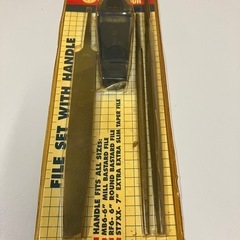 FILE SET WITH HANDLE
HANDLE FITS ALL SIZES:
MB6-6" MILL BASTARD FILE
RF6-6" ROUND BASTARD FILE
ST7XX- 7" EXTRA EXTRA SLIM TAPER FILE